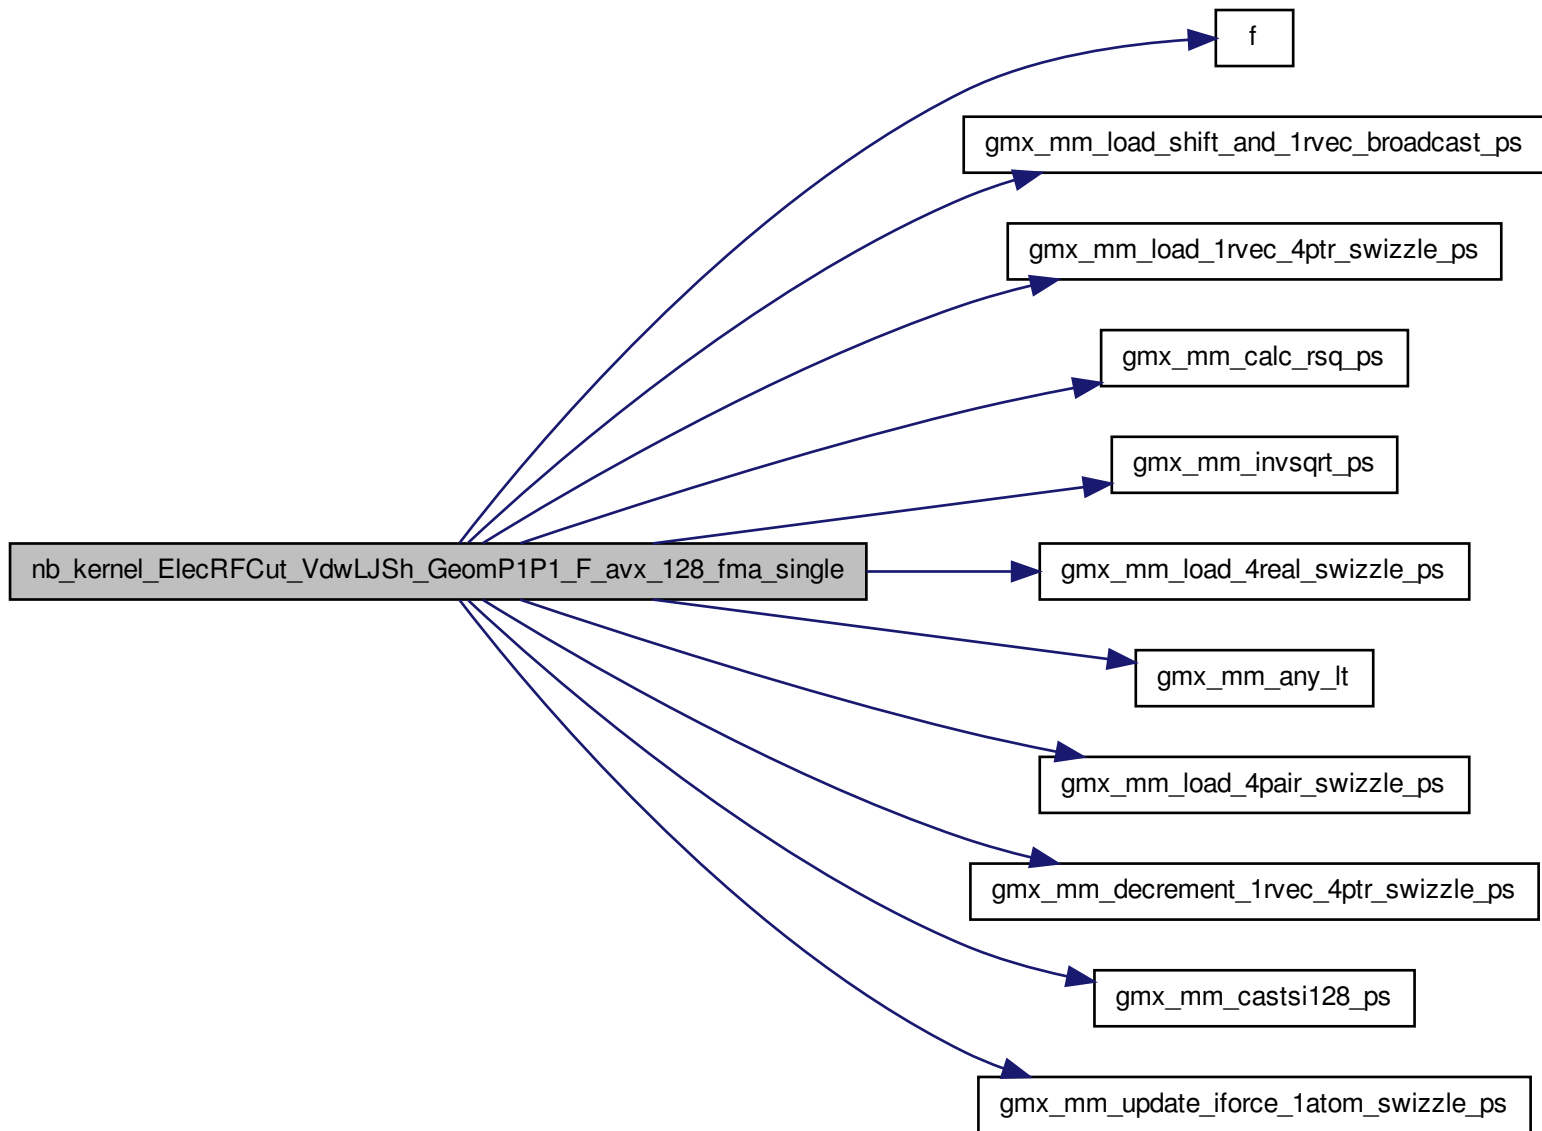 f
gmx_mm_load_shift_and_1rvec_broadcast_ps
gmx_mm_load_1rvec_4ptr_swizzle_ps
gmx_mm_calc_rsq_ps
gmx_mm_invsqrt_ps
nb_kernel_ElecRFCut_VdwLJSh_GeomP1P1_F_avx_128_fma_single
gmx_mm_load_4real_swizzle_ps
gmx_mm_any_lt
gmx_mm_load_4pair_swizzle_ps
gmx_mm_decrement_1rvec_4ptr_swizzle_ps
gmx_mm_castsi128_ps
gmx_mm_update_iforce_1atom_swizzle_ps